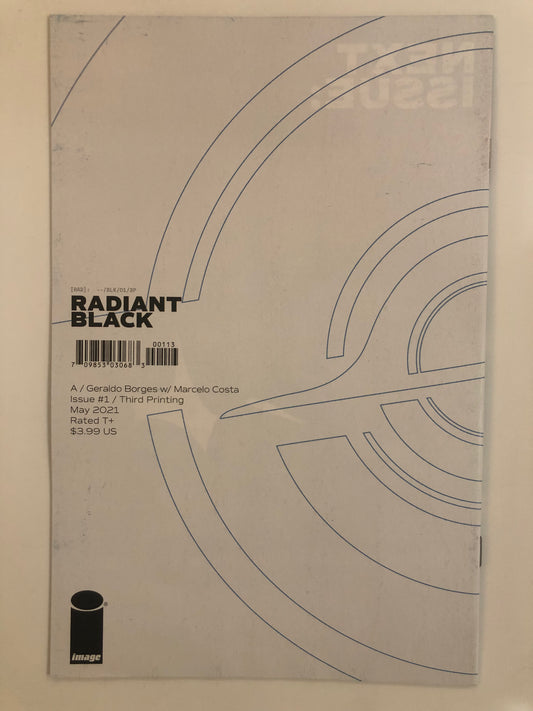 NEXT
ISSUE:
[RAD]: --/BLK/01/3P
RADIANT
BLACK
00113
7 09853 03068 3
A / Geraldo Borges w/ Marcelo Costa
Issue #1 / Third Printing
May 2021
Rated T+
$3.99 US
image